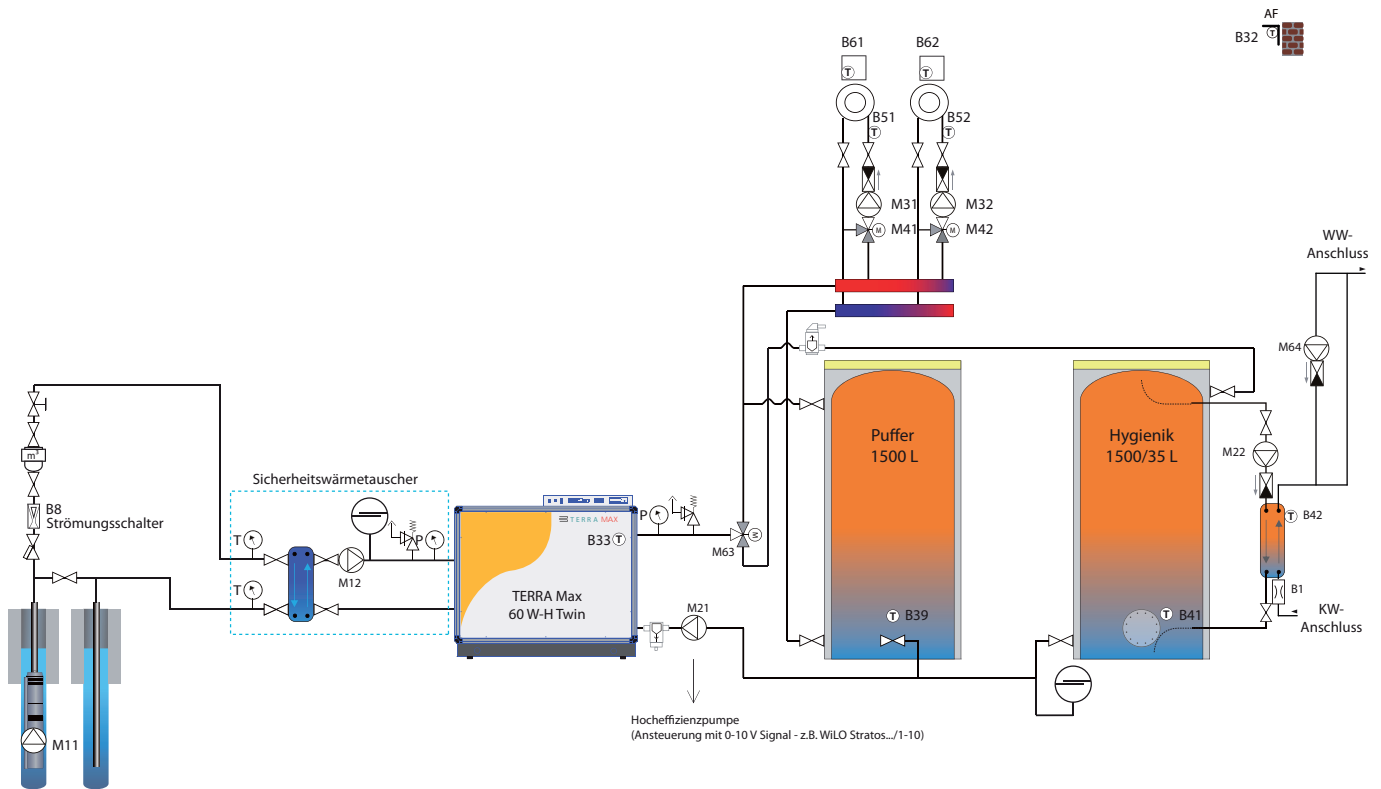 AF
B32
T
B61
B62
T
T
B51
B52
T
T
M31
M32
M41
M
M42
M
WW-
Anschluss
M64
m³
Puffer
1500 L
Hygienik
1500/35 L
M22
Sicherheitswärmetauscher
B8
Strömungsschalter
TERRA MAX
P
M
M63
T
B42
T
P
B33
T
M12
T
TERRA Max
60 W-H Twin
M21
T
B39
T
B41
B1
KW-
Anschluss
M11
Hocheffizienzpumpe
(Ansteuerung mit 0-10 V Signal - z.B. WiLO Stratos.../1-10)